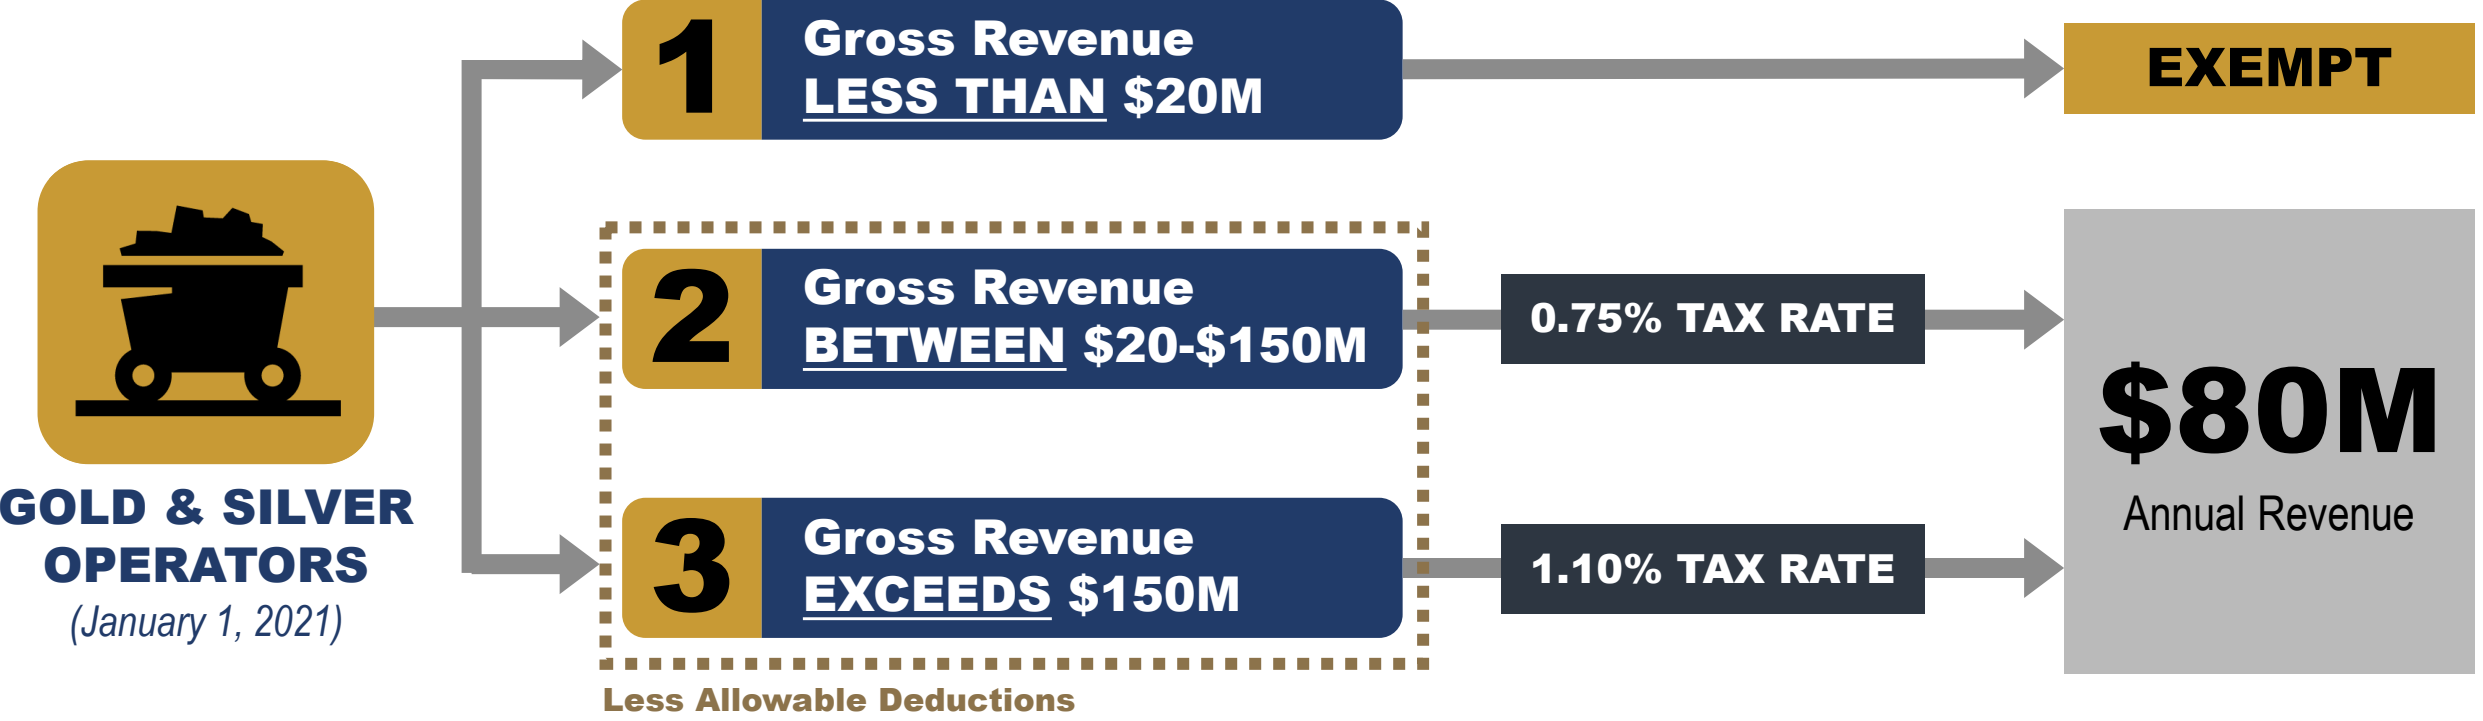 1
Gross Revenue
LESS THAN $20M
EXEMPT
GOLD & SILVER
OPERATORS
(January 1, 2021)
2
Gross Revenue
BETWEEN $20-$150M
0.75% TAX RATE
3
Gross Revenue
EXCEEDS $150M
1.10% TAX RATE
Less Allowable Deductions
$80M
Annual Revenue